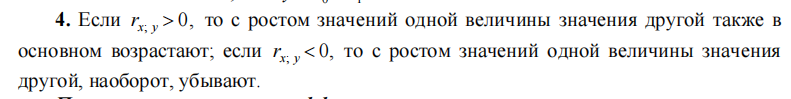 4. Если r_{x; y} > 0, то с ростом значений одной величины значения другой также в
основном возрастают; если r_{x; y} < 0, то с ростом значений одной величины значения
другой, наоборот, убывают.